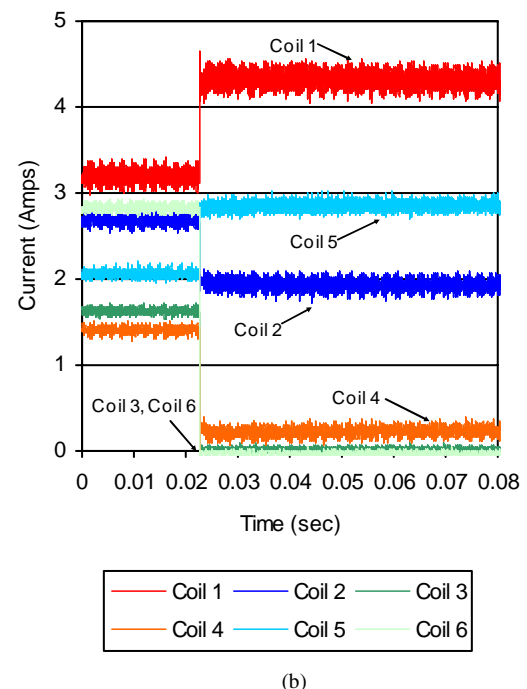 5
4
3
2
1
0
Current (Amps)
Coil 1
Coil 5
Coil 2
Coil 3, Coil 6
Coil 4
0 0.01 0.02 0.03 0.04 0.05 0.06 0.07 0.08
Time (sec)
Coil 1 Coil 2 Coil 3
Coil 4 Coil 5 Coil 6
(b)